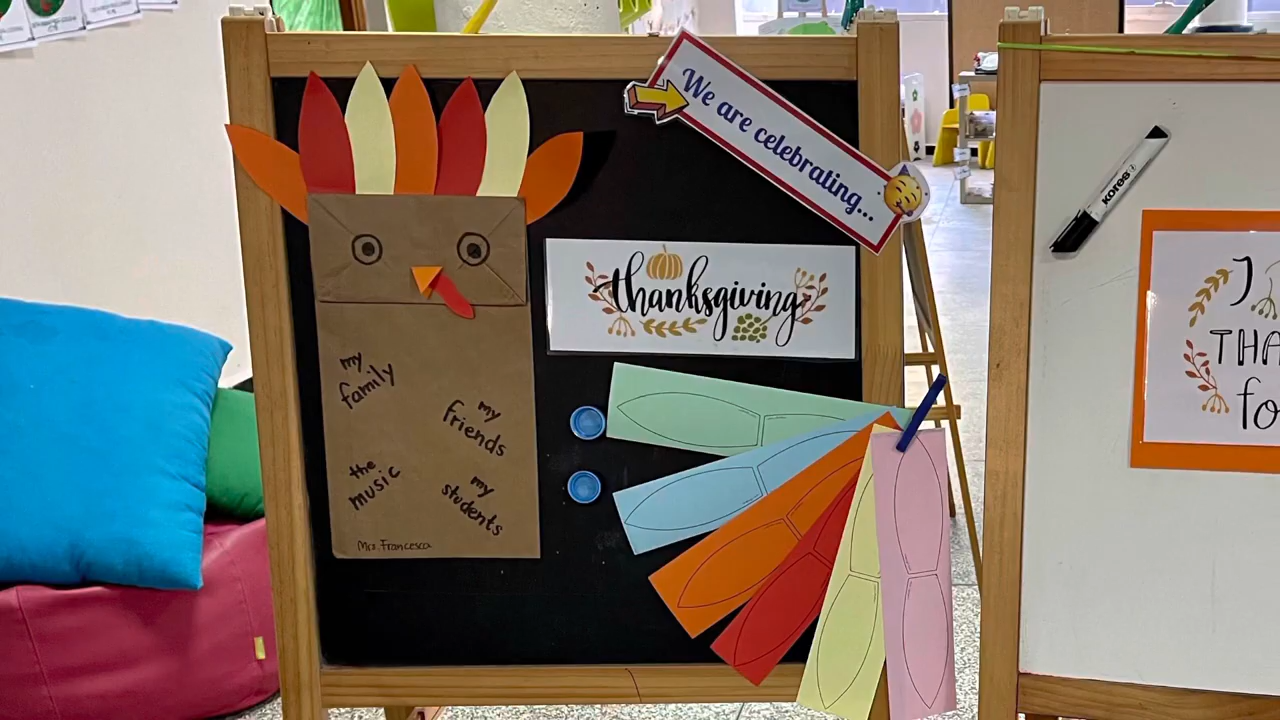 We are celebrating...
thanksgiving
my
family
my
friends
the
music
my
students
Mrs. Francesca
Kores
I
THA
fo